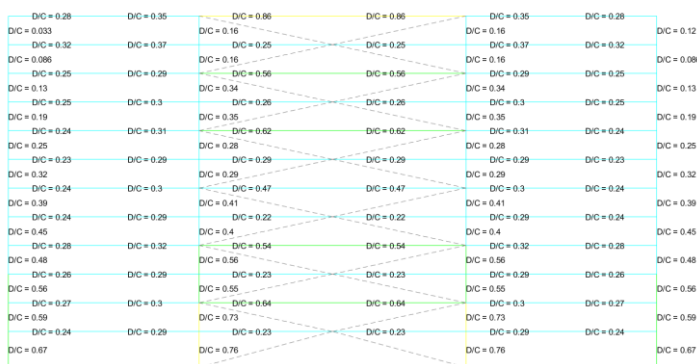 D/C = 0.28 D/C = 0.35 D/C = 0.86 D/C = 0.86 D/C = 0.35 D/C = 0.28
D/C = 0.033 D/C = 0.16 D/C = 0.16 D/C = 0.12
D/C = 0.32 D/C = 0.37 D/C = 0.25 D/C = 0.25 D/C = 0.37 D/C = 0.32
D/C = 0.086 D/C = 0.16 D/C = 0.16 D/C = 0.086
D/C = 0.25 D/C = 0.29 D/C = 0.56 D/C = 0.56 D/C = 0.29 D/C = 0.25
D/C = 0.13 D/C = 0.34 D/C = 0.34 D/C = 0.13
D/C = 0.25 D/C = 0.3 D/C = 0.26 D/C = 0.26 D/C = 0.3 D/C = 0.25
D/C = 0.19 D/C = 0.35 D/C = 0.35 D/C = 0.19
D/C = 0.24 D/C = 0.31 D/C = 0.62 D/C = 0.62 D/C = 0.31 D/C = 0.24
D/C = 0.25 D/C = 0.28 D/C = 0.28 D/C = 0.25
D/C = 0.23 D/C = 0.29 D/C = 0.29 D/C = 0.29 D/C = 0.29 D/C = 0.23
D/C = 0.32 D/C = 0.29 D/C = 0.29 D/C = 0.32
D/C = 0.24 D/C = 0.3 D/C = 0.47 D/C = 0.47 D/C = 0.3 D/C = 0.24
D/C = 0.39 D/C = 0.41 D/C = 0.41 D/C = 0.39
D/C = 0.24 D/C = 0.29 D/C = 0.22 D/C = 0.22 D/C = 0.29 D/C = 0.24
D/C = 0.45 D/C = 0.4 D/C = 0.4 D/C = 0.45
D/C = 0.28 D/C = 0.32 D/C = 0.54 D/C = 0.54 D/C = 0.32 D/C = 0.28
D/C = 0.48 D/C = 0.56 D/C = 0.56 D/C = 0.48
D/C = 0.26 D/C = 0.29 D/C = 0.23 D/C = 0.23 D/C = 0.29 D/C = 0.26
D/C = 0.56 D/C = 0.55 D/C = 0.55 D/C = 0.56
D/C = 0.27 D/C = 0.3 D/C = 0.64 D/C = 0.64 D/C = 0.3 D/C = 0.27
D/C = 0.59 D/C = 0.73 D/C = 0.73 D/C = 0.59
D/C = 0.24 D/C = 0.29 D/C = 0.23 D/C = 0.23 D/C = 0.29 D/C = 0.24
D/C = 0.67 D/C = 0.76 D/C = 0.76 D/C = 0.67